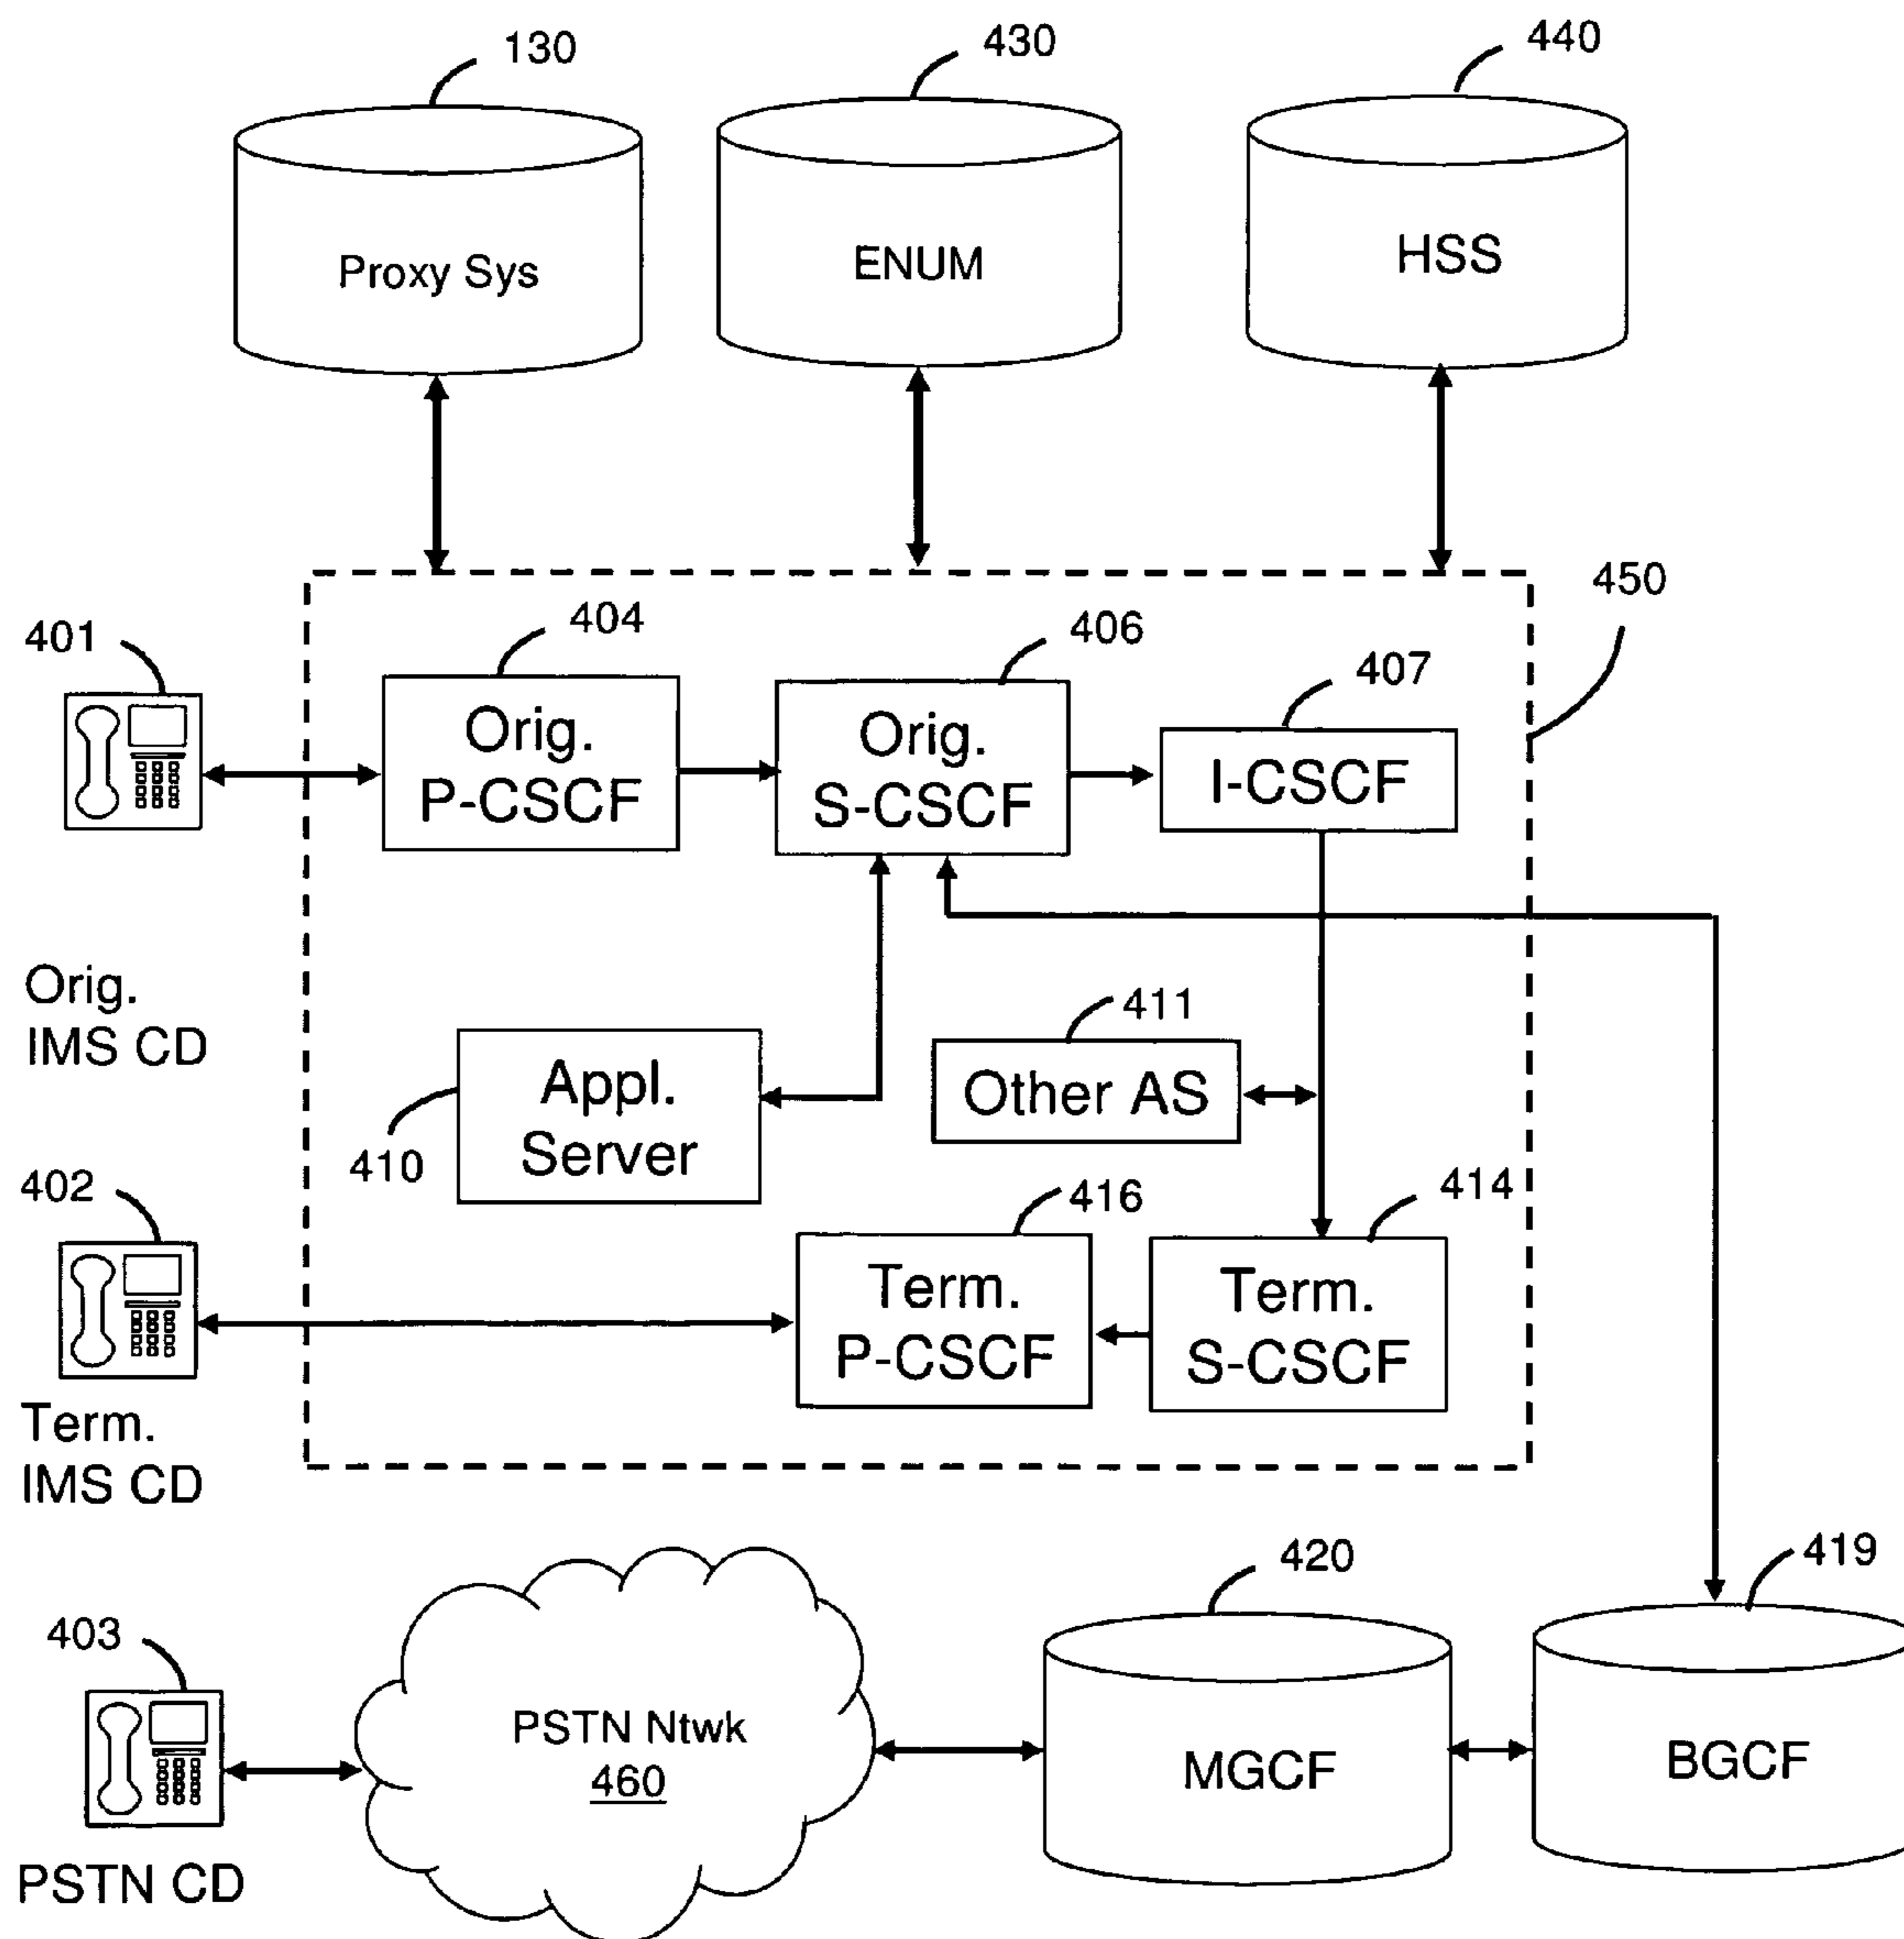 130
430
440
Proxy Sys
ENUM
HSS
450
401
404
406
407
Orig.
P-CSCF
Orig.
S-CSCF
I-CSCF
Orig.
IMS CD
411
Other AS
Appl.
Server
410
402
416
414
Term.
P-CSCF
Term.
S-CSCF
Term.
IMS CD
403
420
419
PSTN Ntwk
460
MGCF
BGCF
PSTN CD